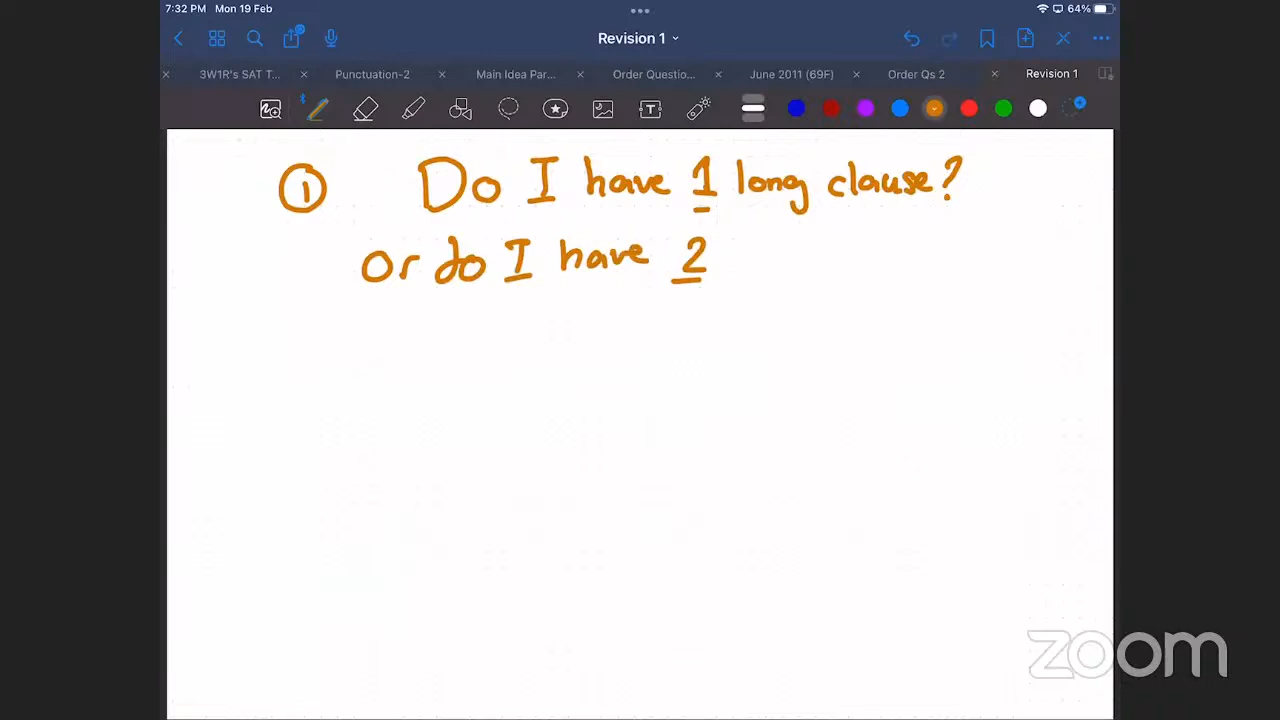 7:32 PM Mon 19 Feb
64%
Revision 1
3W1R's SAT T...
Punctuation-2
Main Idea Par...
Order Questio...
June 2011 (69F)
Order Qs 2
Revision 1
① Do I have 1 long clause?
or do I have 2
zoom